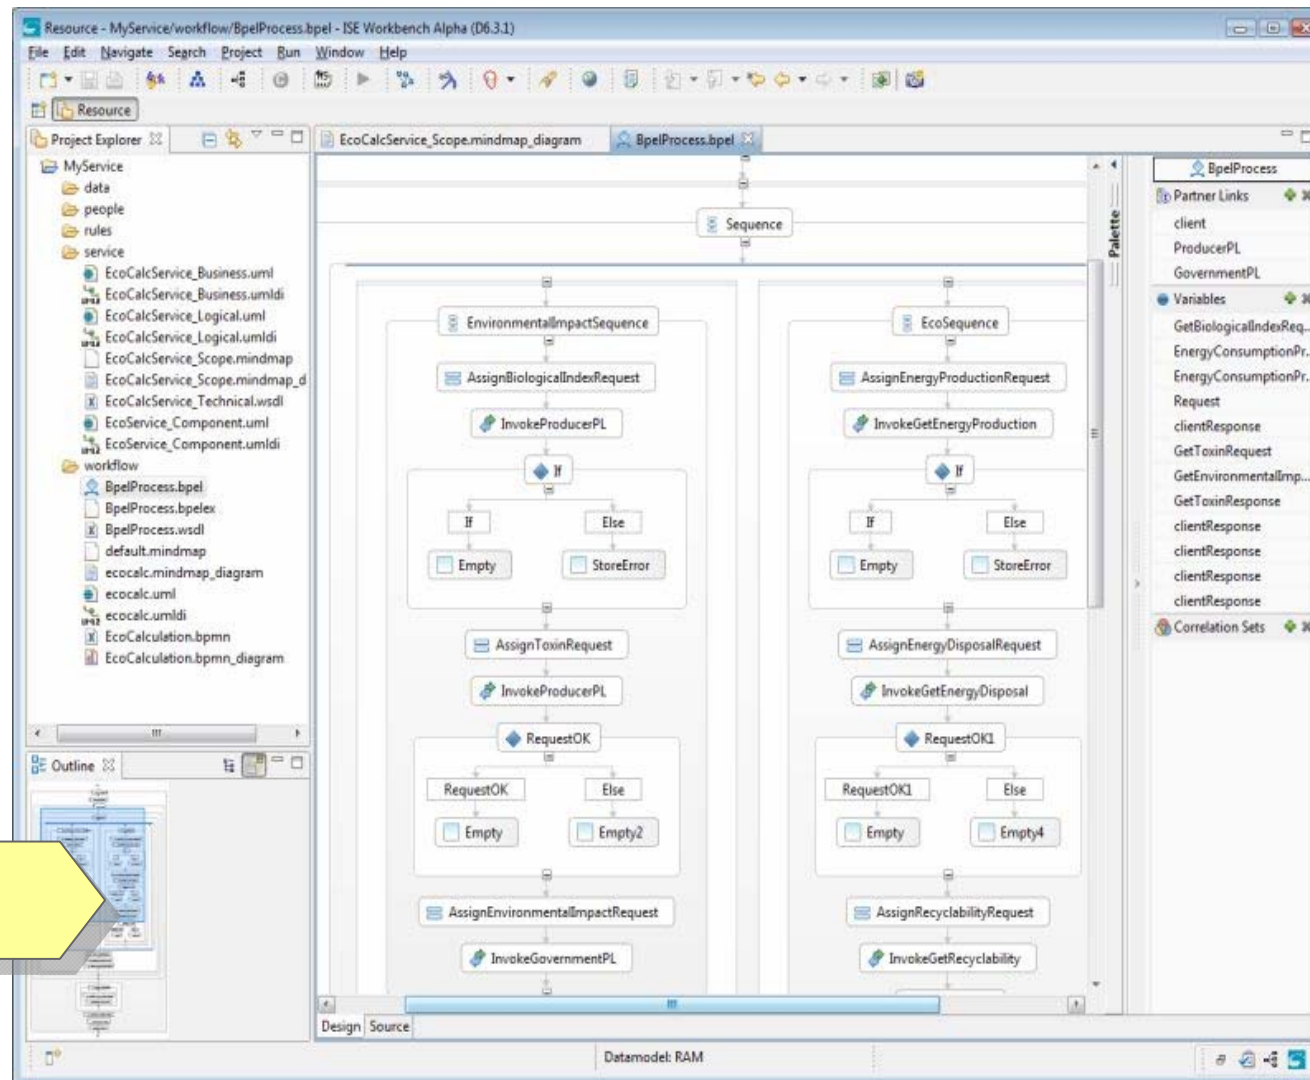 Resource - MyService/workflow/BpelProcess.bpel - ISE Workbench Alpha (D6.3.1)
File Edit Navigate Search Project Run Window Help
Resource
Project Explorer
MyService
data
people
rules
service
EcoCalcService_Business.uml
EcoCalcService_Business.umldi
EcoCalcService_Logical.uml
EcoCalcService_Logical.umldi
EcoCalcService_Scope.mindmap
EcoCalcService_Scope.mindmap_d
EcoCalcService_Technical.wsdl
EcoService_Component.uml
EcoService_Component.umldi
workflow
BpelProcess.bpel
BpelProcess.bpelex
BpelProcess.wsdl
default.mindmap
ecocalc.mindmap_diagram
ecocalc.uml
ecocalc.umldi
EcoCalculation.bpmn
EcoCalculation.bpmn_diagram
Outline
EcoCalcService_Scope.mindmap_diagram BpelProcess.bpel
Sequence
EnvironmentalImpactSequence
AssignBiologicalIndexRequest
InvokeProducerPL
If
If Else
Empty StoreError
AssignToxinRequest
InvokeProducerPL
RequestOK
RequestOK Else
Empty Empty2
AssignEnvironmentalImpactRequest
InvokeGovernmentPL
EcoSequence
AssignEnergyProductionRequest
InvokeGetEnergyProduction
If
If Else
Empty StoreError
AssignEnergyDisposalRequest
InvokeGetEnergyDisposal
RequestOK1
RequestOK1 Else
Empty Empty4
AssignRecyclabilityRequest
InvokeGetRecyclability
Design Source
Palette
BpelProcess
Partner Links
client
ProducerPL
GovernmentPL
Variables
GetBiologicalIndexReq...
EnergyConsumptionPr...
EnergyConsumptionPr...
Request
clientResponse
GetToxinRequest
GetEnvironmentalImp...
GetToxinResponse
clientResponse
clientResponse
clientResponse
clientResponse
Correlation Sets
Datamodel: RAM